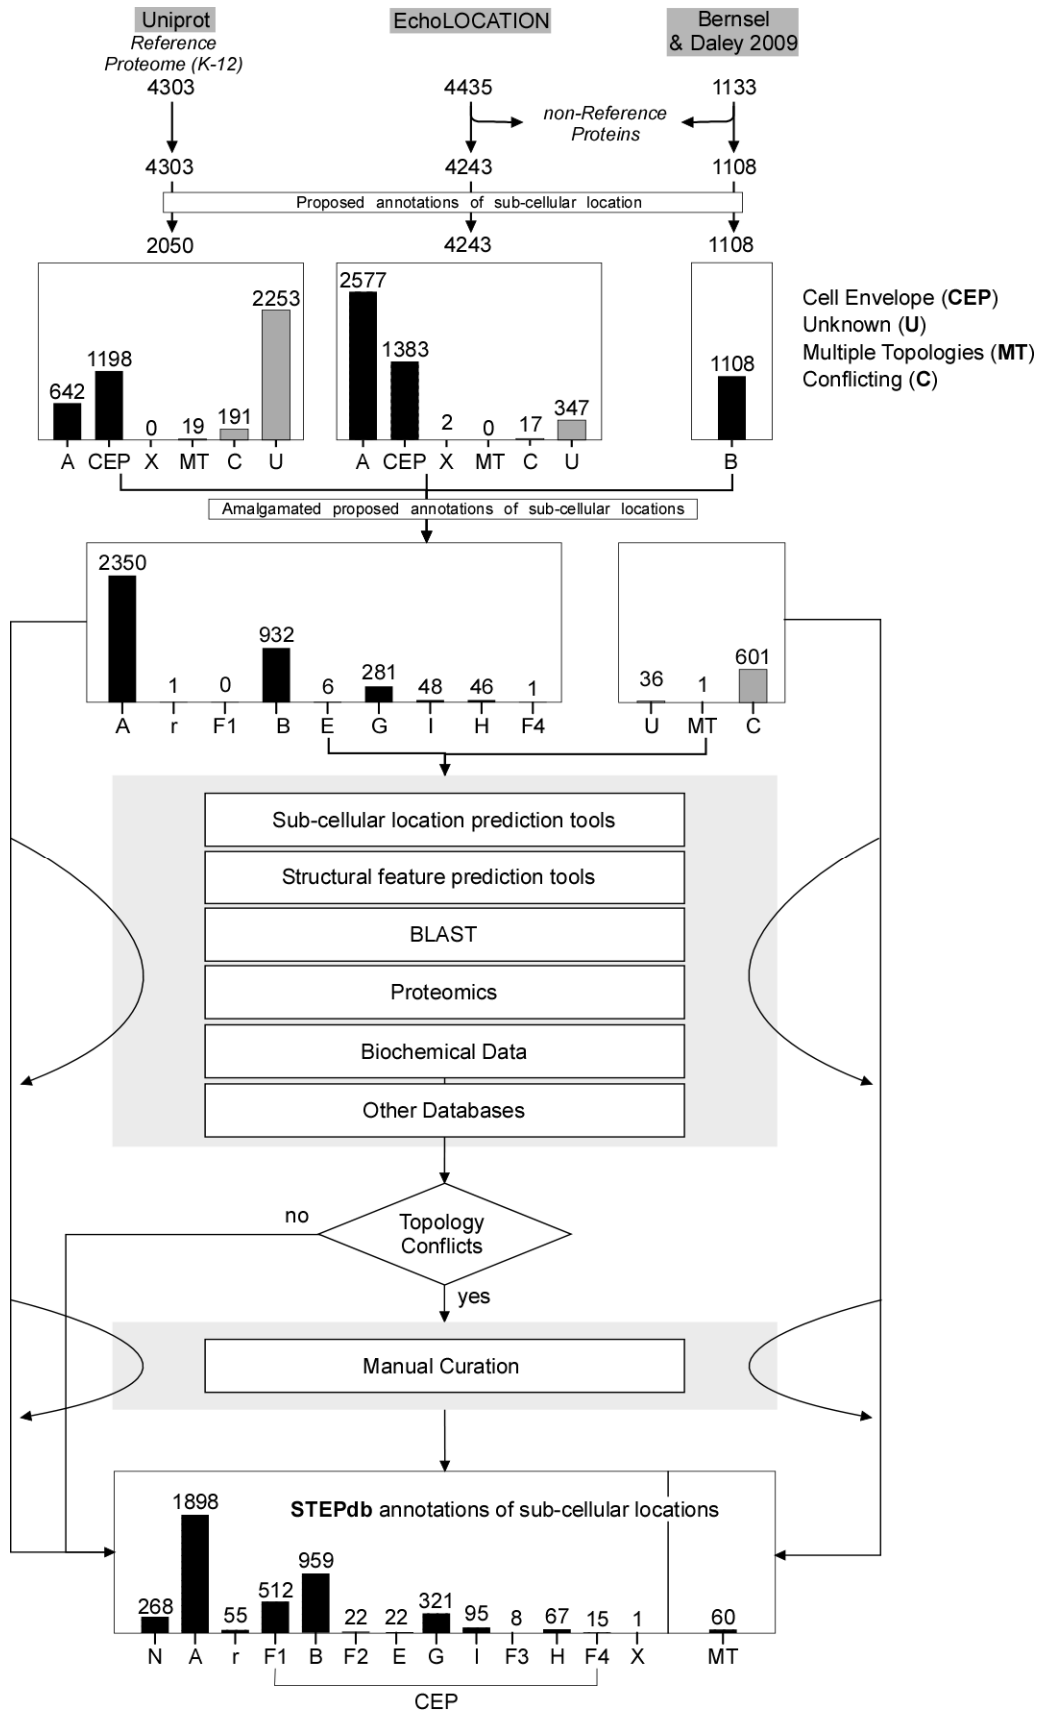 Uniprot
Reference
Proteome (K-12)
4303
EchoLOCATION
4435
Bernsel
& Daley 2009
1133
non-Reference
Proteins
4303
4243
1108
Proposed annotations of sub-cellular location
2050
4243
1108
642
1198
0
19
191
2253
A CEP X MT C U
2577
1383
2
0
17
347
A CEP X MT C U
1108
B
Cell Envelope (CEP)
Unknown (U)
Multiple Topologies (MT)
Conflicting (C)
Amalgamated proposed annotations of sub-cellular locations
2350
1
0
932
6
281
48
46
1
A r F1 B E G I H F4
36
1
601
U MT C
Sub-cellular location prediction tools
Structural feature prediction tools
BLAST
Proteomics
Biochemical Data
Other Databases
Topology
Conflicts
no
yes
Manual Curation
STEPdb annotations of sub-cellular locations
268
1898
55
512
959
22
22
321
95
8
67
15
1
60
N A r F1 B F2 E G I F3 H F4 X MT
CEP